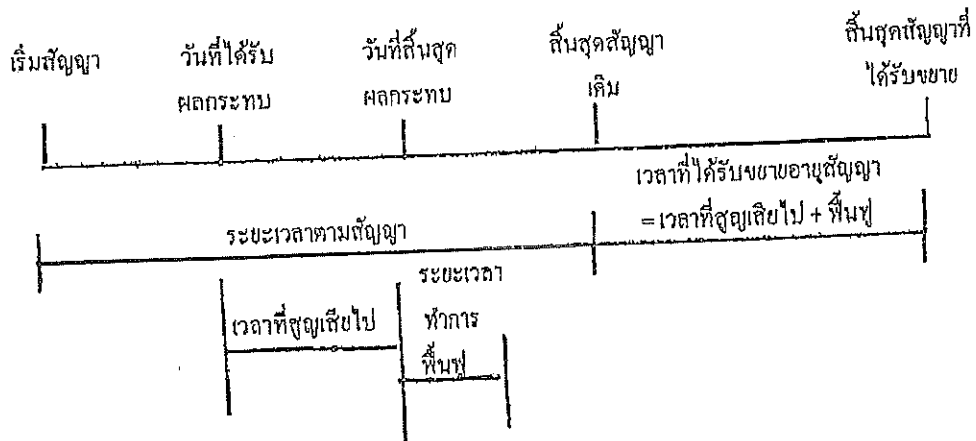 เริ่มสัญญา
วันที่ได้รับ
ผลกระทบ
วันที่สิ้นสุด
ผลกระทบ
สิ้นสุดสัญญา
เดิม
สิ้นสุดสัญญาที่
ได้รับขยาย
เวลาที่ได้รับขยายอายุสัญญา
=เวลาที่สูญเสียไป + ฟื้นฟู
ระยะเวลาตามสัญญา
เวลาที่สูญเสียไป
ระยะเวลา
ทำการ
ฟื้นฟู